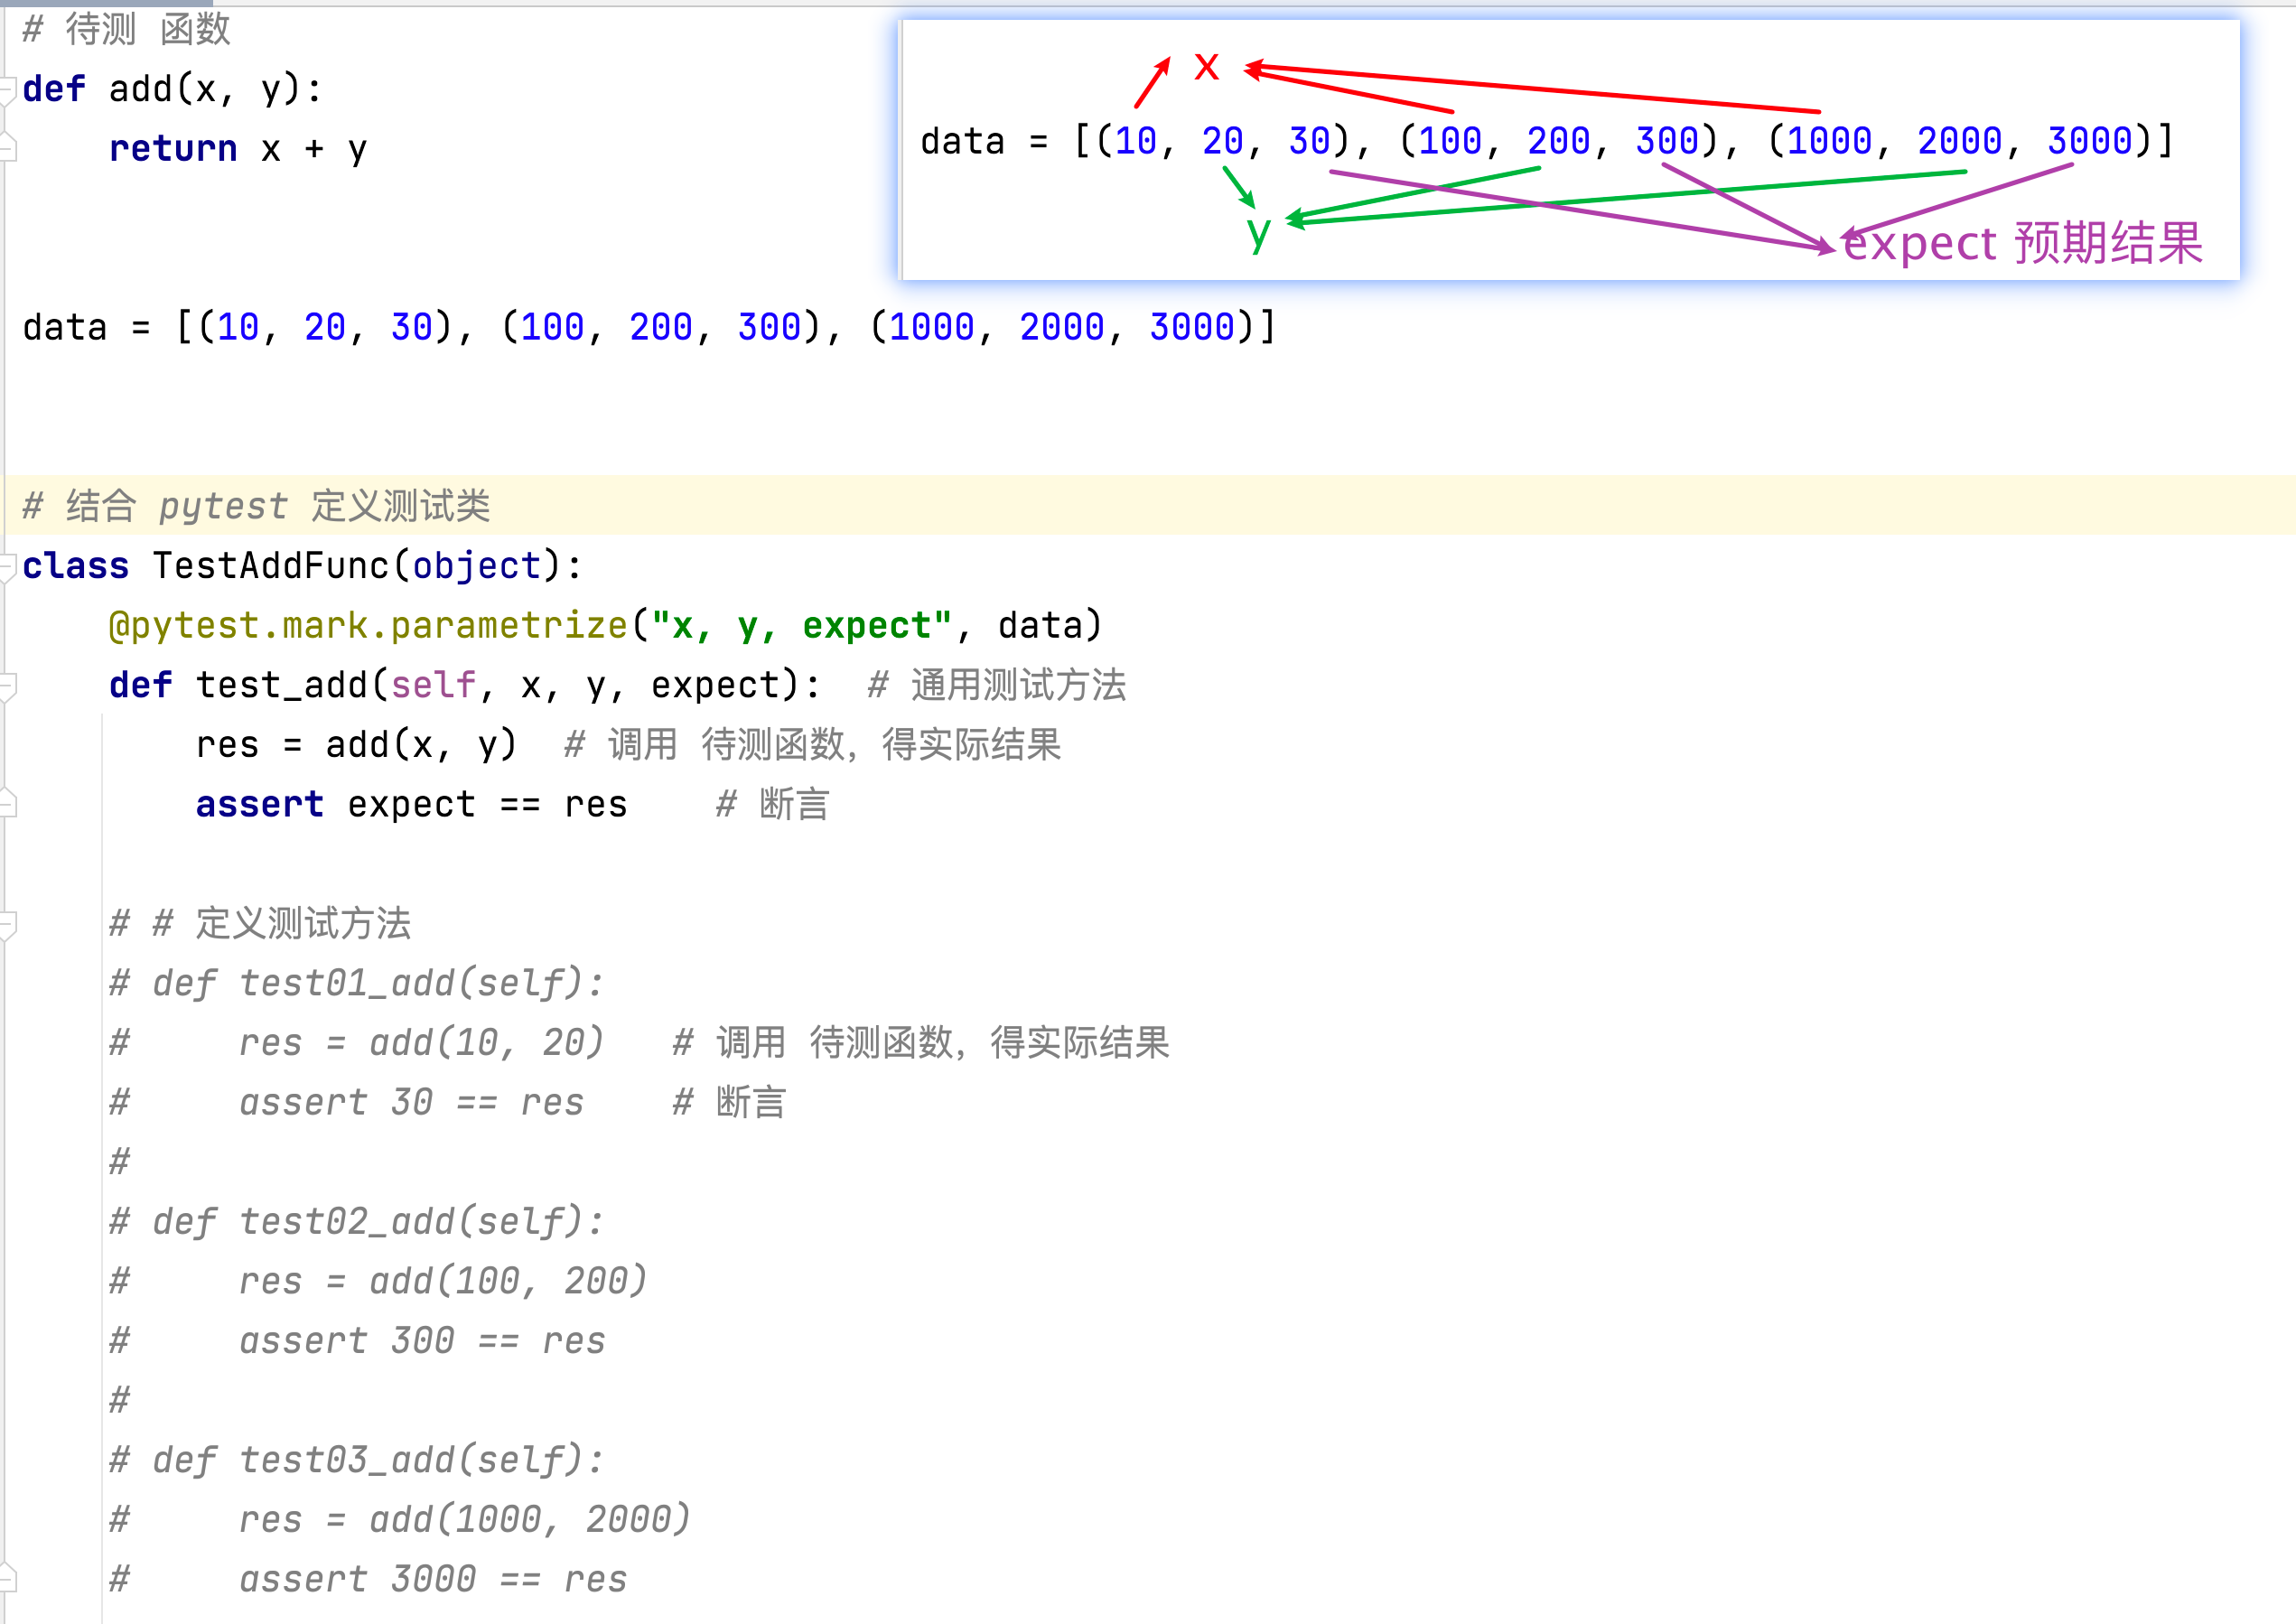 # 待测 函数
def add(x, y):
    return x + y
x
data = [(10, 20, 30), (100, 200, 300), (1000, 2000, 3000)]
y
expect 预期结果
data = [(10, 20, 30), (100, 200, 300), (1000, 2000, 3000)]
# 结合 pytest 定义测试类
class TestAddFunc(object):
    @pytest.mark.parametrize("x, y, expect", data)
    def test_add(self, x, y, expect):  # 通用测试方法
        res = add(x, y)  # 调用 待测函数，得实际结果
        assert expect == res    # 断言
    # # 定义测试方法
    # def test01_add(self):
    #     res = add(10, 20)   # 调用 待测函数，得实际结果
    #     assert 30 == res    # 断言
    #
    # def test02_add(self):
    #     res = add(100, 200)
    #     assert 300 == res
    #
    # def test03_add(self):
    #     res = add(1000, 2000)
    #     assert 3000 == res